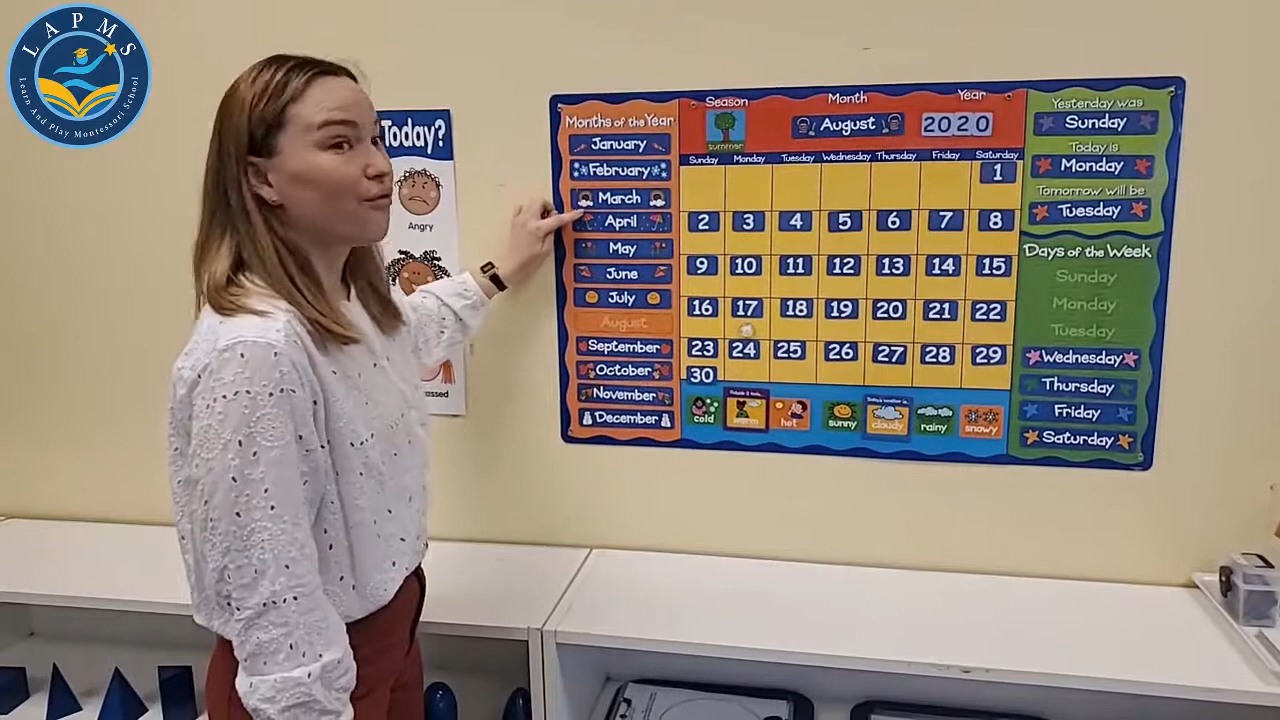 LAPMS
Learn And Play Montessori School
Today?
Angry
Months of the Year
January
February
March
April
May
June
July
August
September
October
November
December
Season
Month
Year
summer
August
2020
Sunday Monday Tuesday Wednesday Thursday Friday Saturday
1
2 3 4 5 6 7 8
9 10 11 12 13 14 15
16 17 18 19 20 21 22
23 24 25 26 27 28 29
30
cold
warm
hot
sunny
Today's weather is...
cloudy
rainy
snowy
Yesterday was
Sunday
Today is
Monday
Tomorrow will be
Tuesday
Days of the Week
Sunday
Monday
Tuesday
Wednesday
Thursday
Friday
Saturday